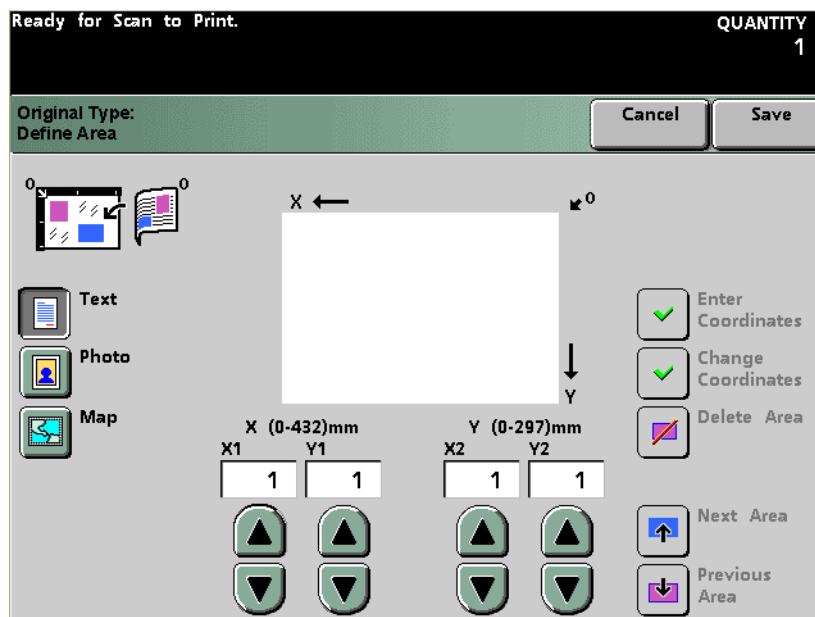 Ready for Scan to Print.
QUANTITY
1
Original Type:
Define Area
Cancel
Save
0
0
X
0
Text
Photo
Map
Y
Enter
Coordinates
Change
Coordinates
Delete Area
X (0-432)mm
Y (0-297)mm
X1 Y1
X2 Y2
1 1
1 1
Next Area
Previous
Area